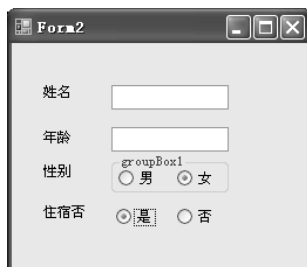 Form2
姓名
年龄
groupBox1
性别 男 女
住宿否 是 否